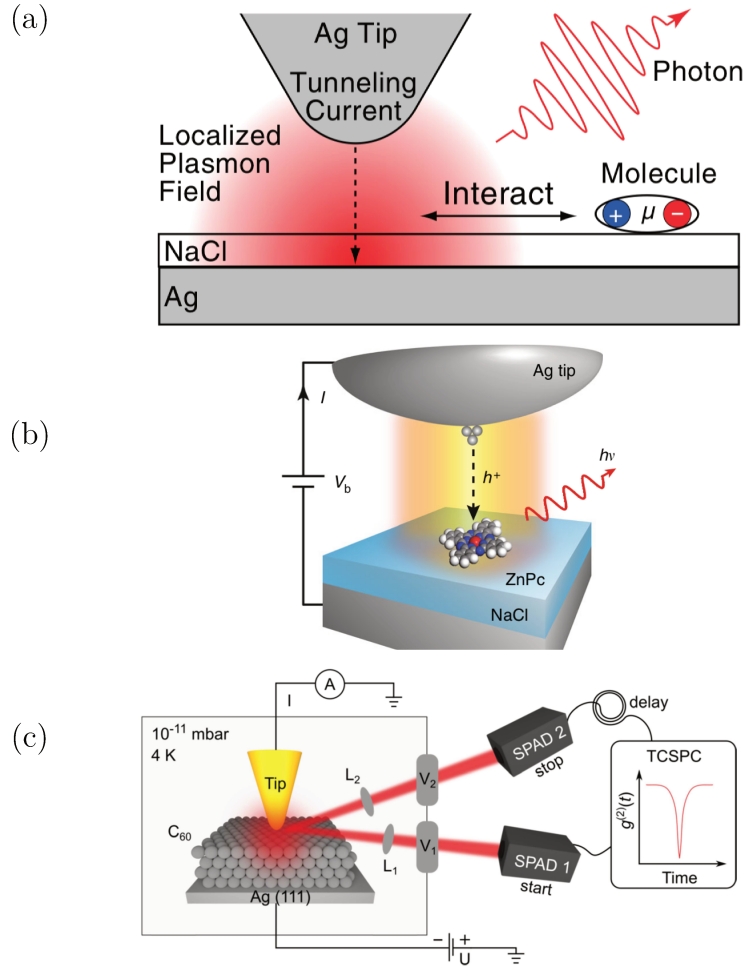 (a)
Ag Tip
Tunneling
Current
Photon
Localized
Plasmon
Field
Molecule
Interact
+ μ −
NaCl
Ag
(b)
Ag tip
I
V_b
h⁺
hν
ZnPc
NaCl
(c)
A
I
10⁻¹¹ mbar
4 K
Tip
C₆₀
Ag (111)
L₂
V₂
L₁
V₁
SPAD 2
stop
delay
SPAD 1
start
TCSPC
g⁽²⁾(t)
Time
− +
U